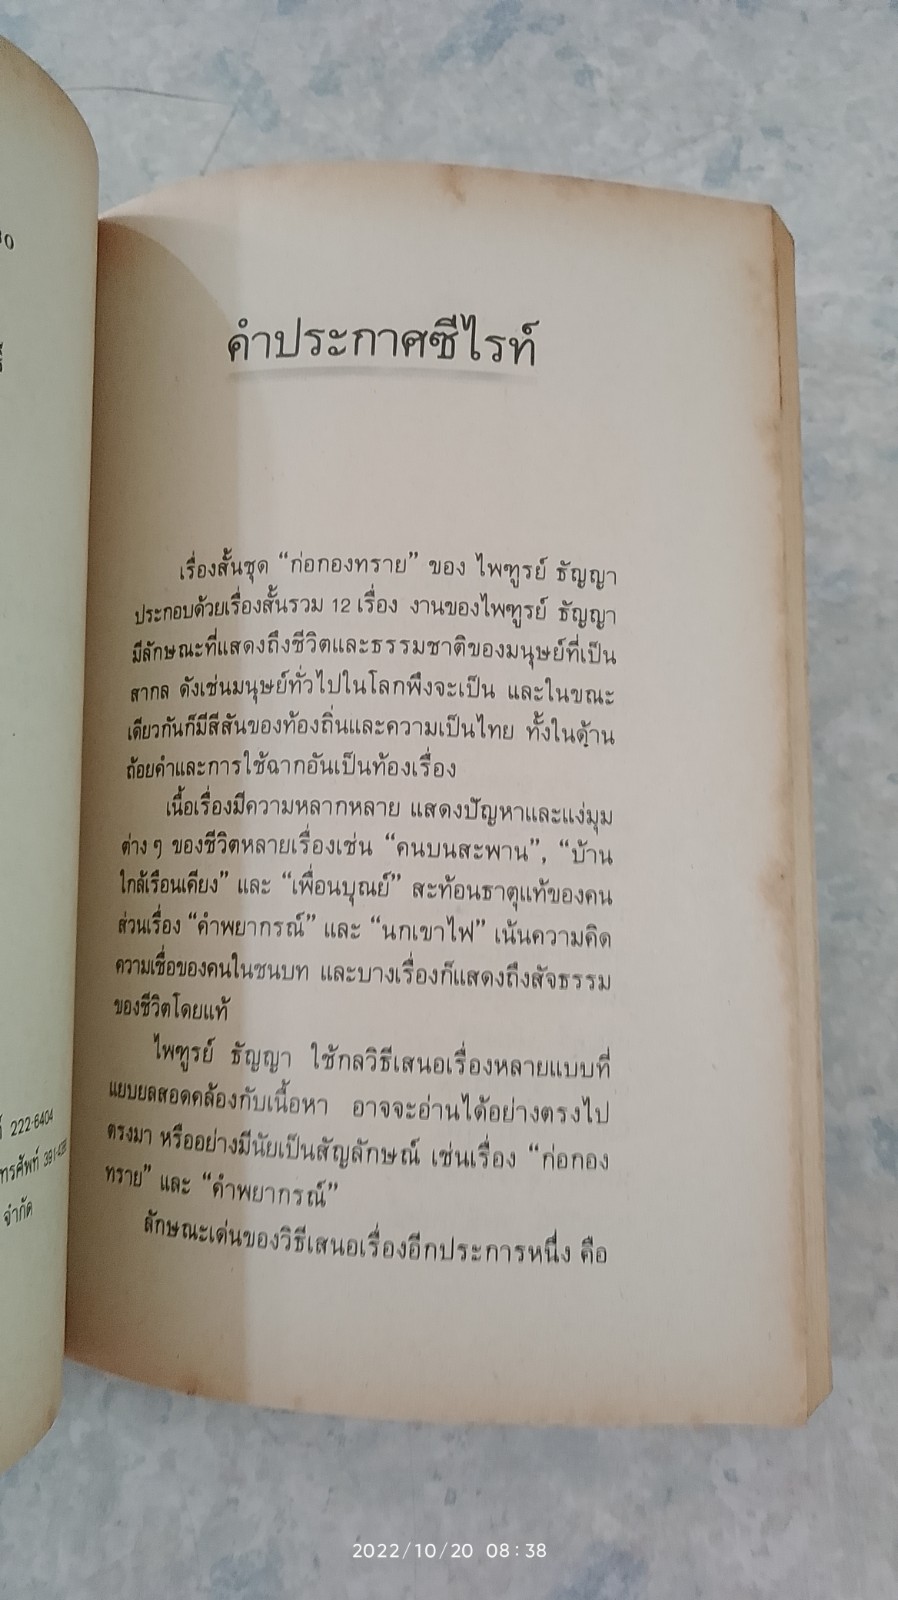 222-6404
ทรศัพท์
จำกัด
คำประกาศซีไรท์
เรื่องสั้นชุด “ก่อกองทราย” ของ ไพฑูรย์ ธัญญา
ประกอบด้วยเรื่องสั้นรวม 12 เรื่อง งานของไพฑูรย์ ธัญญา
มีลักษณะที่แสดงถึงชีวิตและธรรมชาติของมนุษย์ที่เป็น
สากล ดังเช่นมนุษย์ทั่วไปในโลกพึงจะเป็น และในขณะ
เดียวกันก็มีสีสันของท้องถิ่นและความเป็นไทย ทั้งในด้าน
ถ้อยคำและการใช้ฉากอันเป็นท้องเรื่อง
เนื้อเรื่องมีความหลากหลาย แสดงปัญหาและแง่มุม
ต่างๆ ของชีวิตหลายเรื่องเช่น “คนบนสะพาน”, “บ้าน
ใกล้เรือนเคียง” และ “เพื่อนบุณย์” สะท้อนธาตุแท้ของคน
ส่วนเรื่อง “คำพยากรณ์” และ “นกเขาไฟ” เน้นความคิด
ความเชื่อของคนในชนบท และบางเรื่องก็แสดงถึงสัจธรรม
ของชีวิตโดยแท้
ไพฑูรย์ ธัญญา ใช้กลวิธีเสนอเรื่องหลายแบบที่
แยบยลสอดคล้องกับเนื้อหา อาจจะอ่านได้อย่างตรงไป
ตรงมา หรืออย่างมีนัยเป็นสัญลักษณ์ เช่นเรื่อง “ก่อกอง
ทราย” และ “คำพยากรณ์”
ลักษณะเด่นของวิธีเสนอเรื่องอีกประการหนึ่ง คือ
2022/10/20 08:38